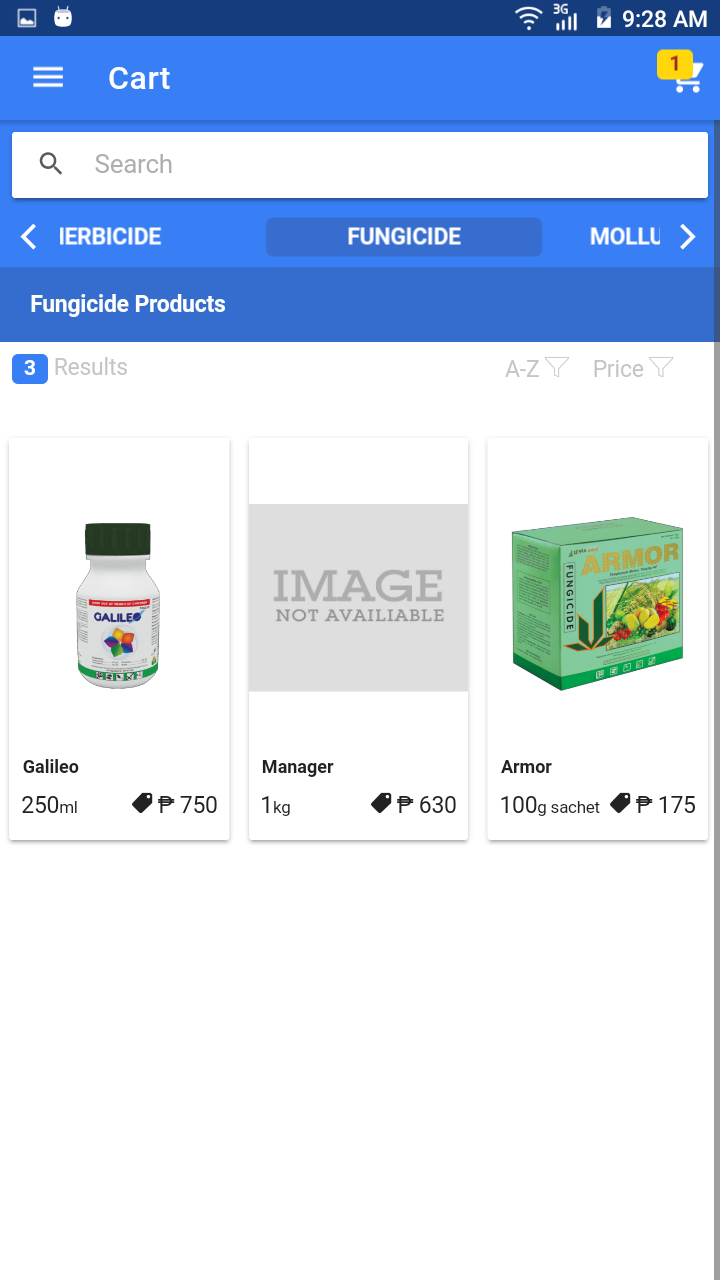 3G
9:28 AM
Cart
1
Search
IERBICIDE
FUNGICIDE
MOLLU
Fungicide Products
3 Results
A-Z
Price
GALILEO
IMAGE
NOT AVAILIABLE
ARMOR
FUNGICIDE
Galileo
250ml
₱ 750
Manager
1kg
₱ 630
Armor
100g sachet
₱ 175